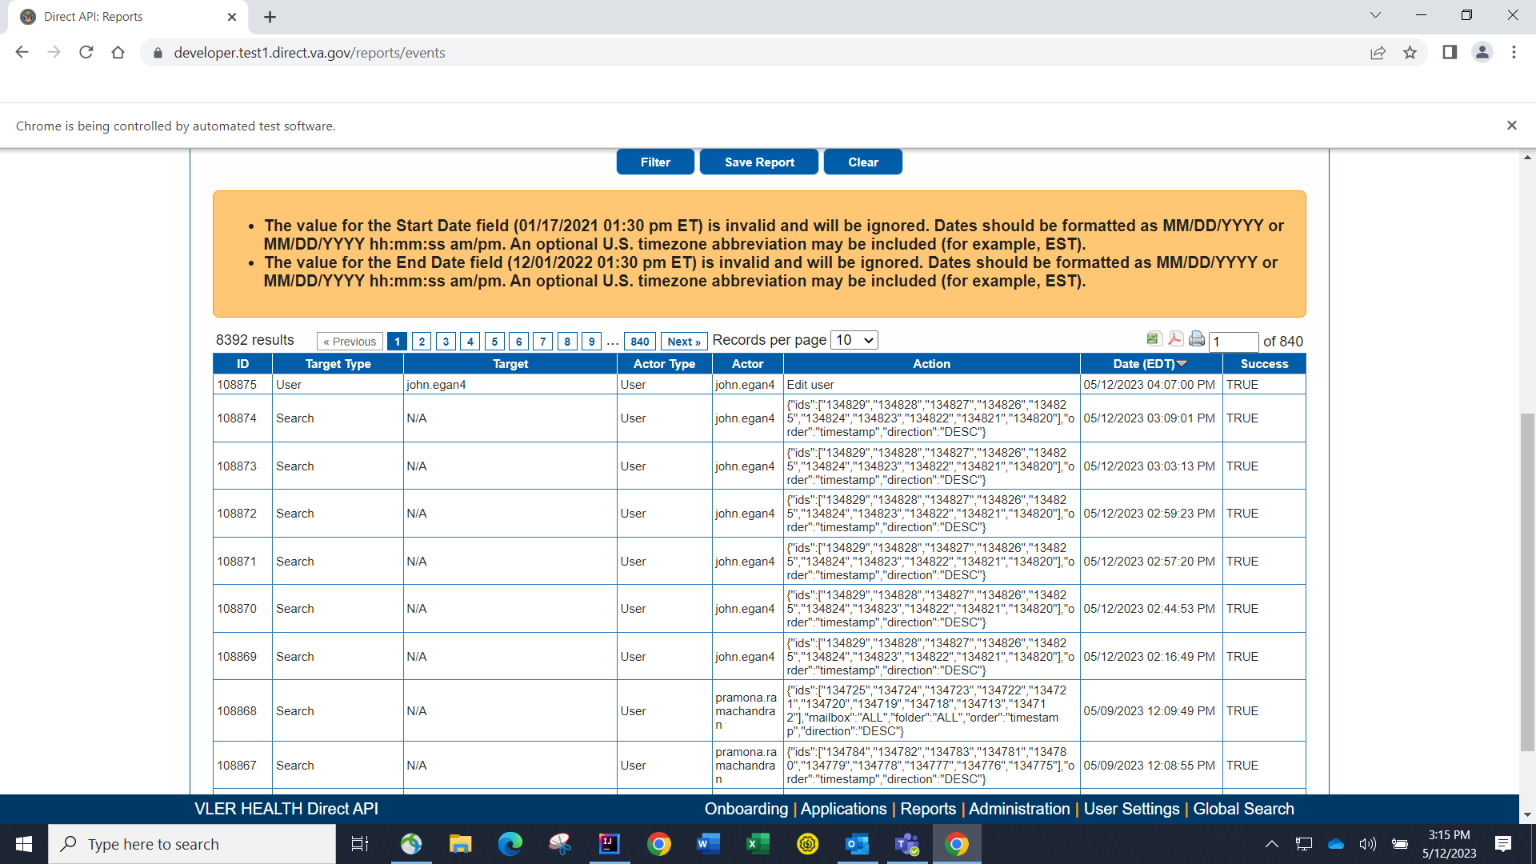 Direct API: Reports
developer.test1.direct.va.gov/reports/events
Chrome is being controlled by automated test software.
Filter Save Report Clear
• The value for the Start Date field (01/17/2021 01:30 pm ET) is invalid and will be ignored. Dates should be formatted as MM/DD/YYYY or
MM/DD/YYYY hh:mm:ss am/pm. An optional U.S. timezone abbreviation may be included (for example, EST).
• The value for the End Date field (12/01/2022 01:30 pm ET) is invalid and will be ignored. Dates should be formatted as MM/DD/YYYY or
MM/DD/YYYY hh:mm:ss am/pm. An optional U.S. timezone abbreviation may be included (for example, EST).
8392 results « Previous 1 2 3 4 5 6 7 8 9 ... 840 Next » Records per page 10 1 of 840
ID Target Type Target Actor Type Actor Action Date (EDT) Success
108875 User john.egan4 User john.egan4 Edit user 05/12/2023 04:07:00 PM TRUE
{"ids":["134829","134828","134827","134826","13482
108874 Search N/A User john.egan4 5","134824","134823","134822","134821","134820"],"o 05/12/2023 03:09:01 PM TRUE
rder":"timestamp","direction":"DESC"}
{"ids":["134829","134828","134827","134826","13482
108873 Search N/A User john.egan4 5","134824","134823","134822","134821","134820"],"o 05/12/2023 03:03:13 PM TRUE
rder":"timestamp","direction":"DESC"}
{"ids":["134829","134828","134827","134826","13482
108872 Search N/A User john.egan4 5","134824","134823","134822","134821","134820"],"o 05/12/2023 02:59:23 PM TRUE
rder":"timestamp","direction":"DESC"}
{"ids":["134829","134828","134827","134826","13482
108871 Search N/A User john.egan4 5","134824","134823","134822","134821","134820"],"o 05/12/2023 02:57:20 PM TRUE
rder":"timestamp","direction":"DESC"}
{"ids":["134829","134828","134827","134826","13482
108870 Search N/A User john.egan4 5","134824","134823","134822","134821","134820"],"o 05/12/2023 02:44:53 PM TRUE
rder":"timestamp","direction":"DESC"}
{"ids":["134829","134828","134827","134826","13482
108869 Search N/A User john.egan4 5","134824","134823","134822","134821","134820"],"o 05/12/2023 02:16:49 PM TRUE
rder":"timestamp","direction":"DESC"}
{"ids":["134725","134724","134723","134722","13472
pramona.ra 1","134720","134719","134718","134713","13471
108868 Search N/A User machandra 2"],"mailbox":"ALL","folder":"ALL","order":"timestam 05/09/2023 12:09:49 PM TRUE
n p","direction":"DESC"}
pramona.ra {"ids":["134784","134782","134783","134781","13478
108867 Search N/A User machandra 0","134779","134778","134777","134776","134775"],"o 05/09/2023 12:08:55 PM TRUE
n rder":"timestamp","direction":"DESC"}
VLER HEALTH Direct API Onboarding | Applications | Reports | Administration | User Settings | Global Search
Type here to search
3:15 PM
5/12/2023